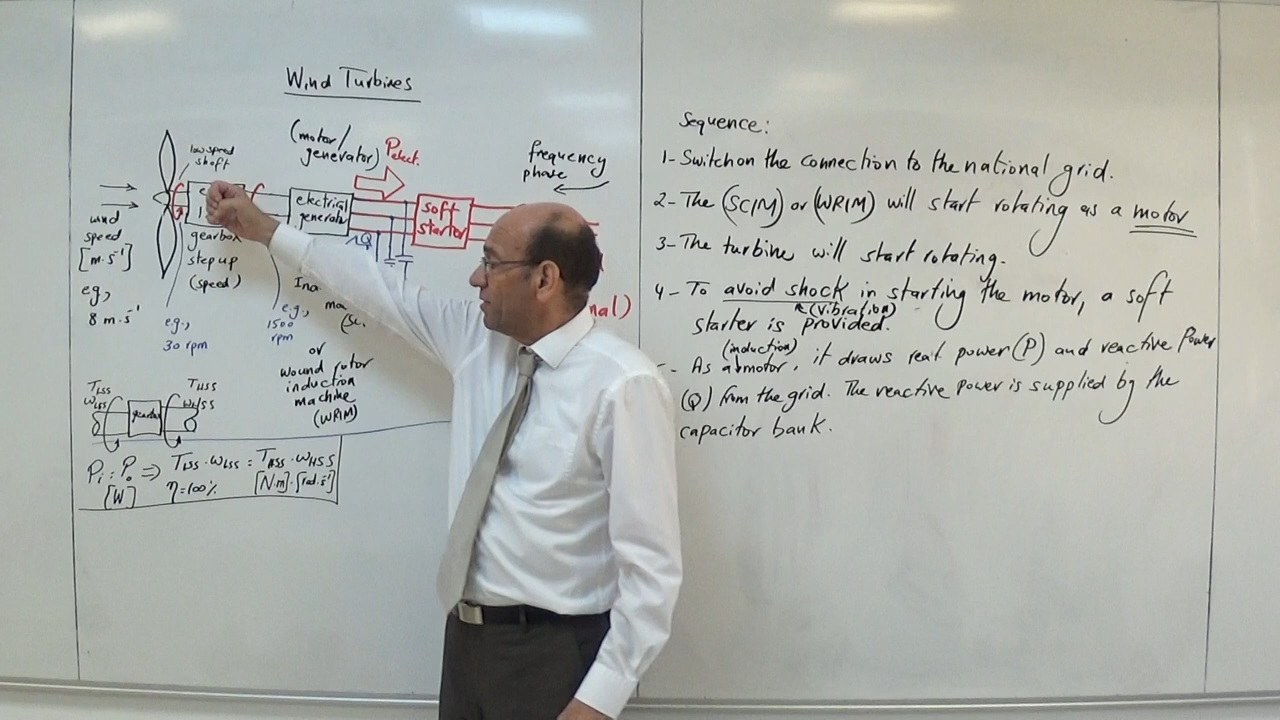 Wind Turbines
(motor/
generator)
Pelect.
frequency
phase
low speed
shaft
wind
speed
[m·s⁻¹]
eg,
8 m·s⁻¹
gearbox
step up
(speed)
electrical
generator
soft
starter
Q
e.g.,
30 rpm
e.g.,
1500
rpm
or
wound rotor
induction
machine
(WRIM)
nal)
TLSS
ωLSS
gearbox
THSS
ωHSS
Pi = Po ⇒ TLSS·ωLSS = THSS·ωHSS
[W] η=100% [N·m]·[rad·s⁻¹]
Sequence:
1- Switch on the connection to the national grid.
2- The (SCIM) or (WRIM) will start rotating as a motor
3- The turbine will start rotating.
4- To avoid shock in starting the motor, a soft
(vibration)
starter is provided.
(induction)
- As a motor, it draws real power (P) and reactive Power
(Q) from the grid. The reactive power is supplied by the
capacitor bank.